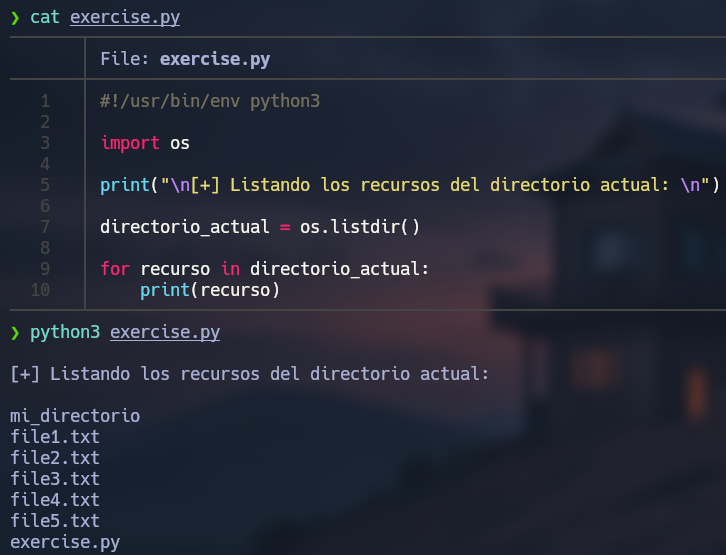 ❯ cat exercise.py
File: exercise.py
1 #!/usr/bin/env python3
2
3 import os
4
5 print("\n[+] Listando los recursos del directorio actual: \n")
6
7 directorio_actual = os.listdir()
8
9 for recurso in directorio_actual:
10     print(recurso)
❯ python3 exercise.py
[+] Listando los recursos del directorio actual:
mi_directorio
file1.txt
file2.txt
file3.txt
file4.txt
file5.txt
exercise.py